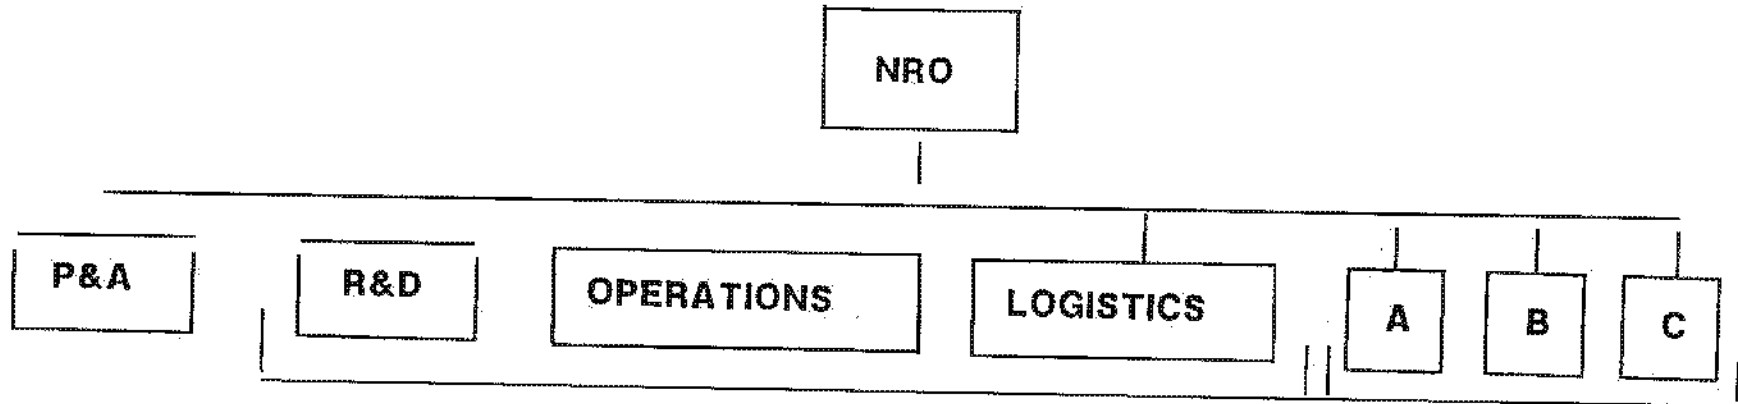 NRO
P&A
R&D
OPERATIONS
LOGISTICS
A
B
C